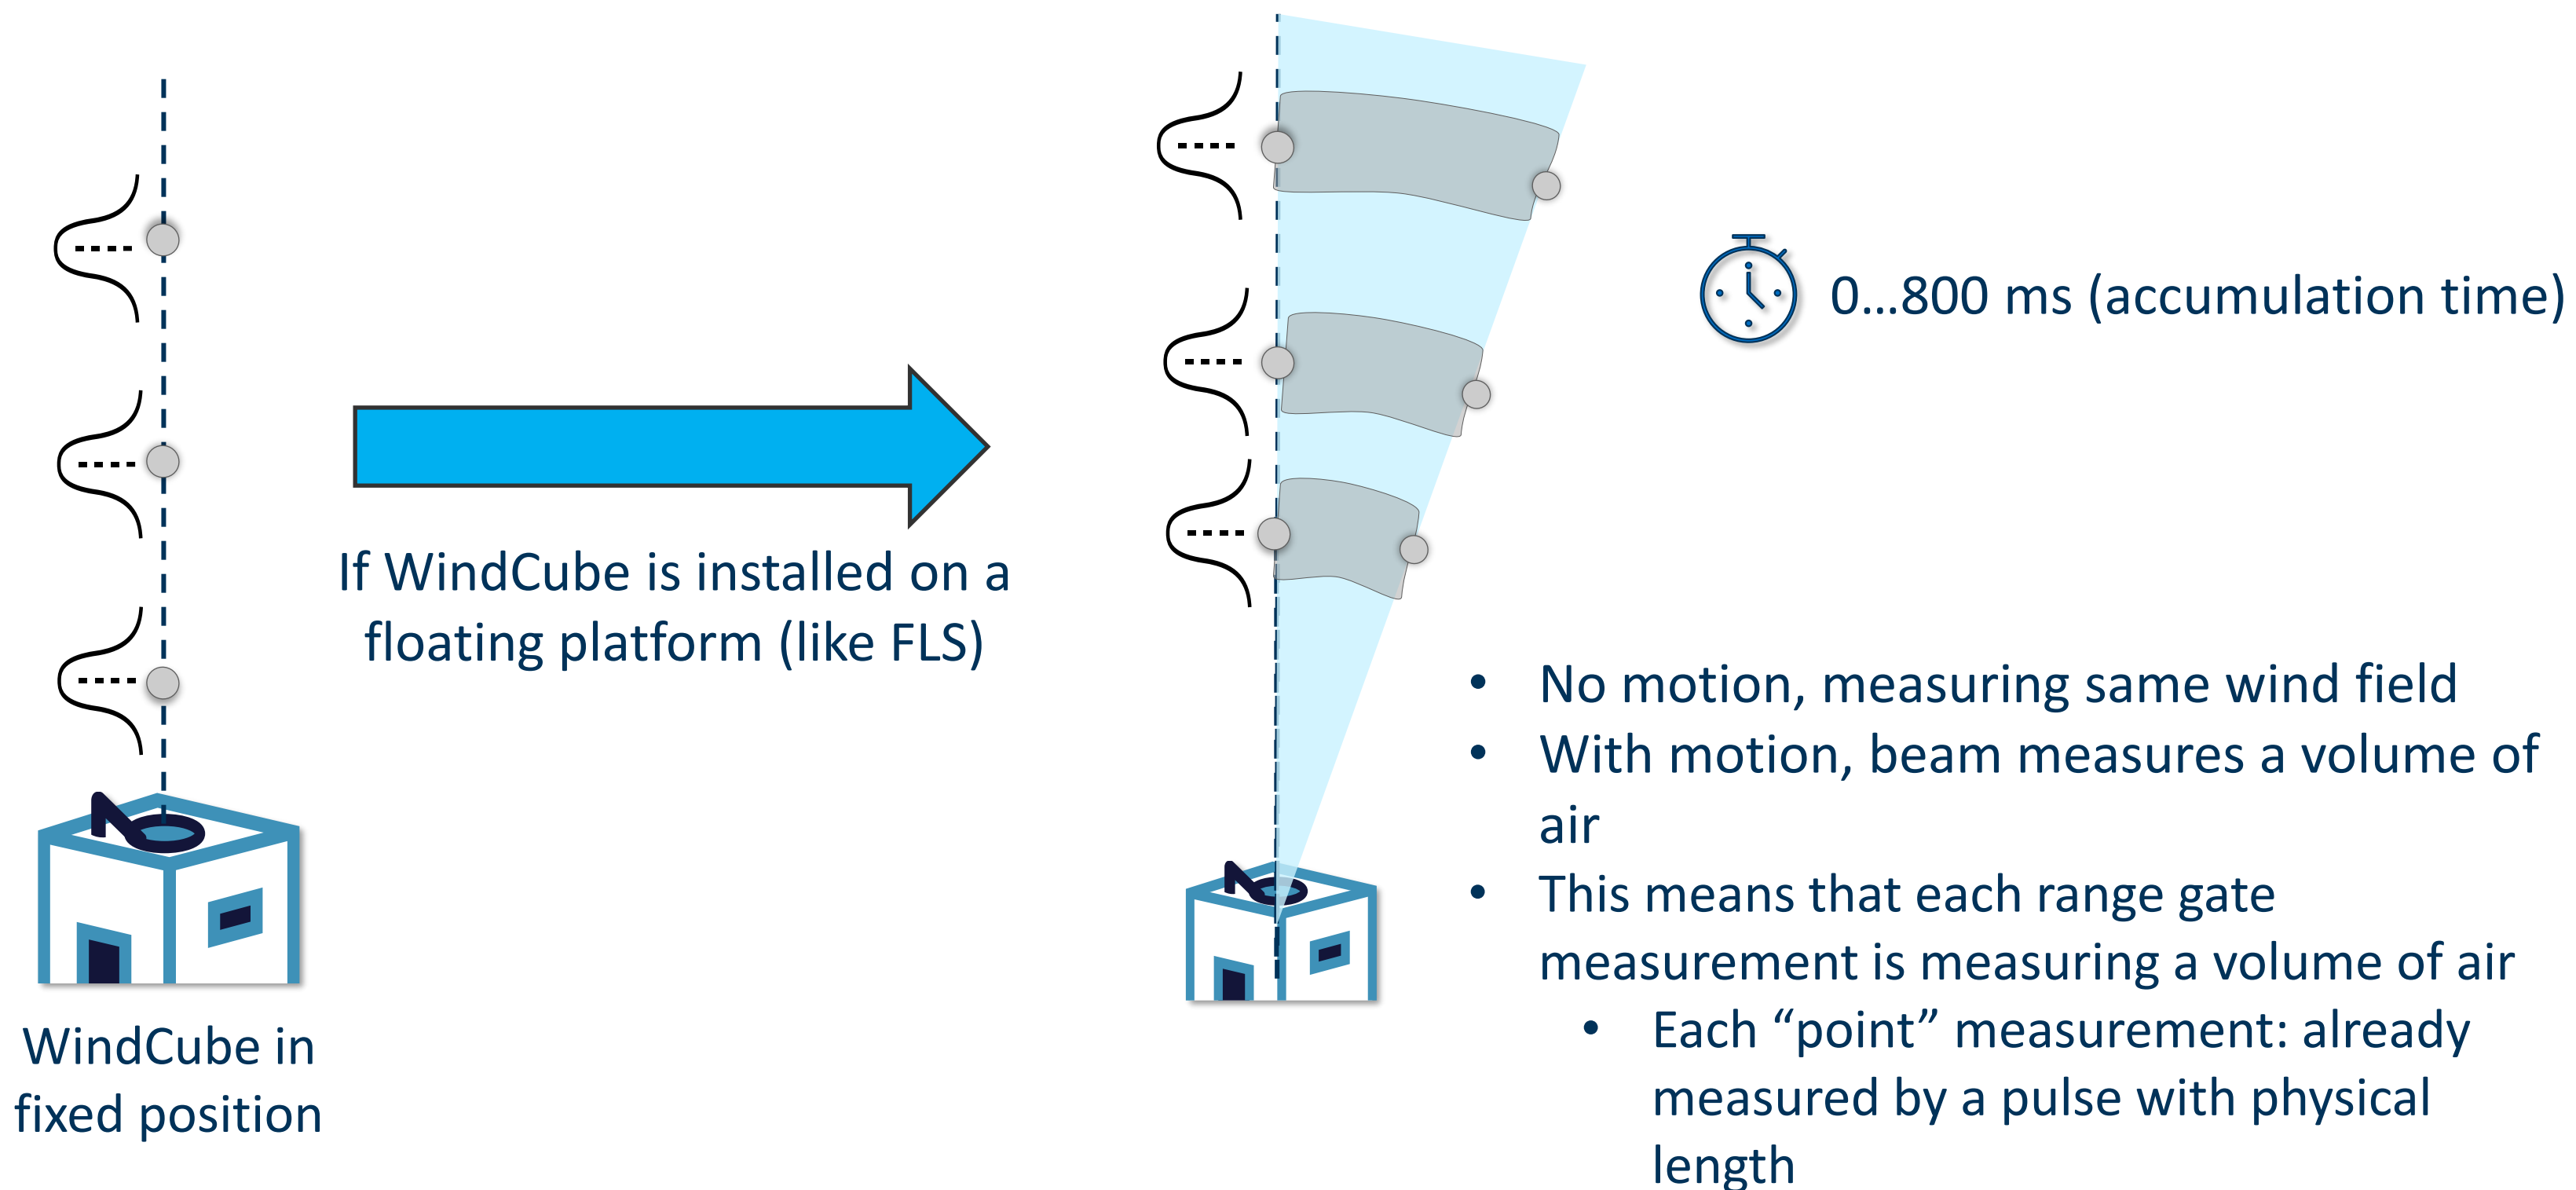 WindCube in
fixed position
If WindCube is installed on a
floating platform (like FLS)
0...800 ms (accumulation time)
• No motion, measuring same wind field
• With motion, beam measures a volume of
air
• This means that each range gate
measurement is measuring a volume of air
• Each “point” measurement: already
measured by a pulse with physical
length